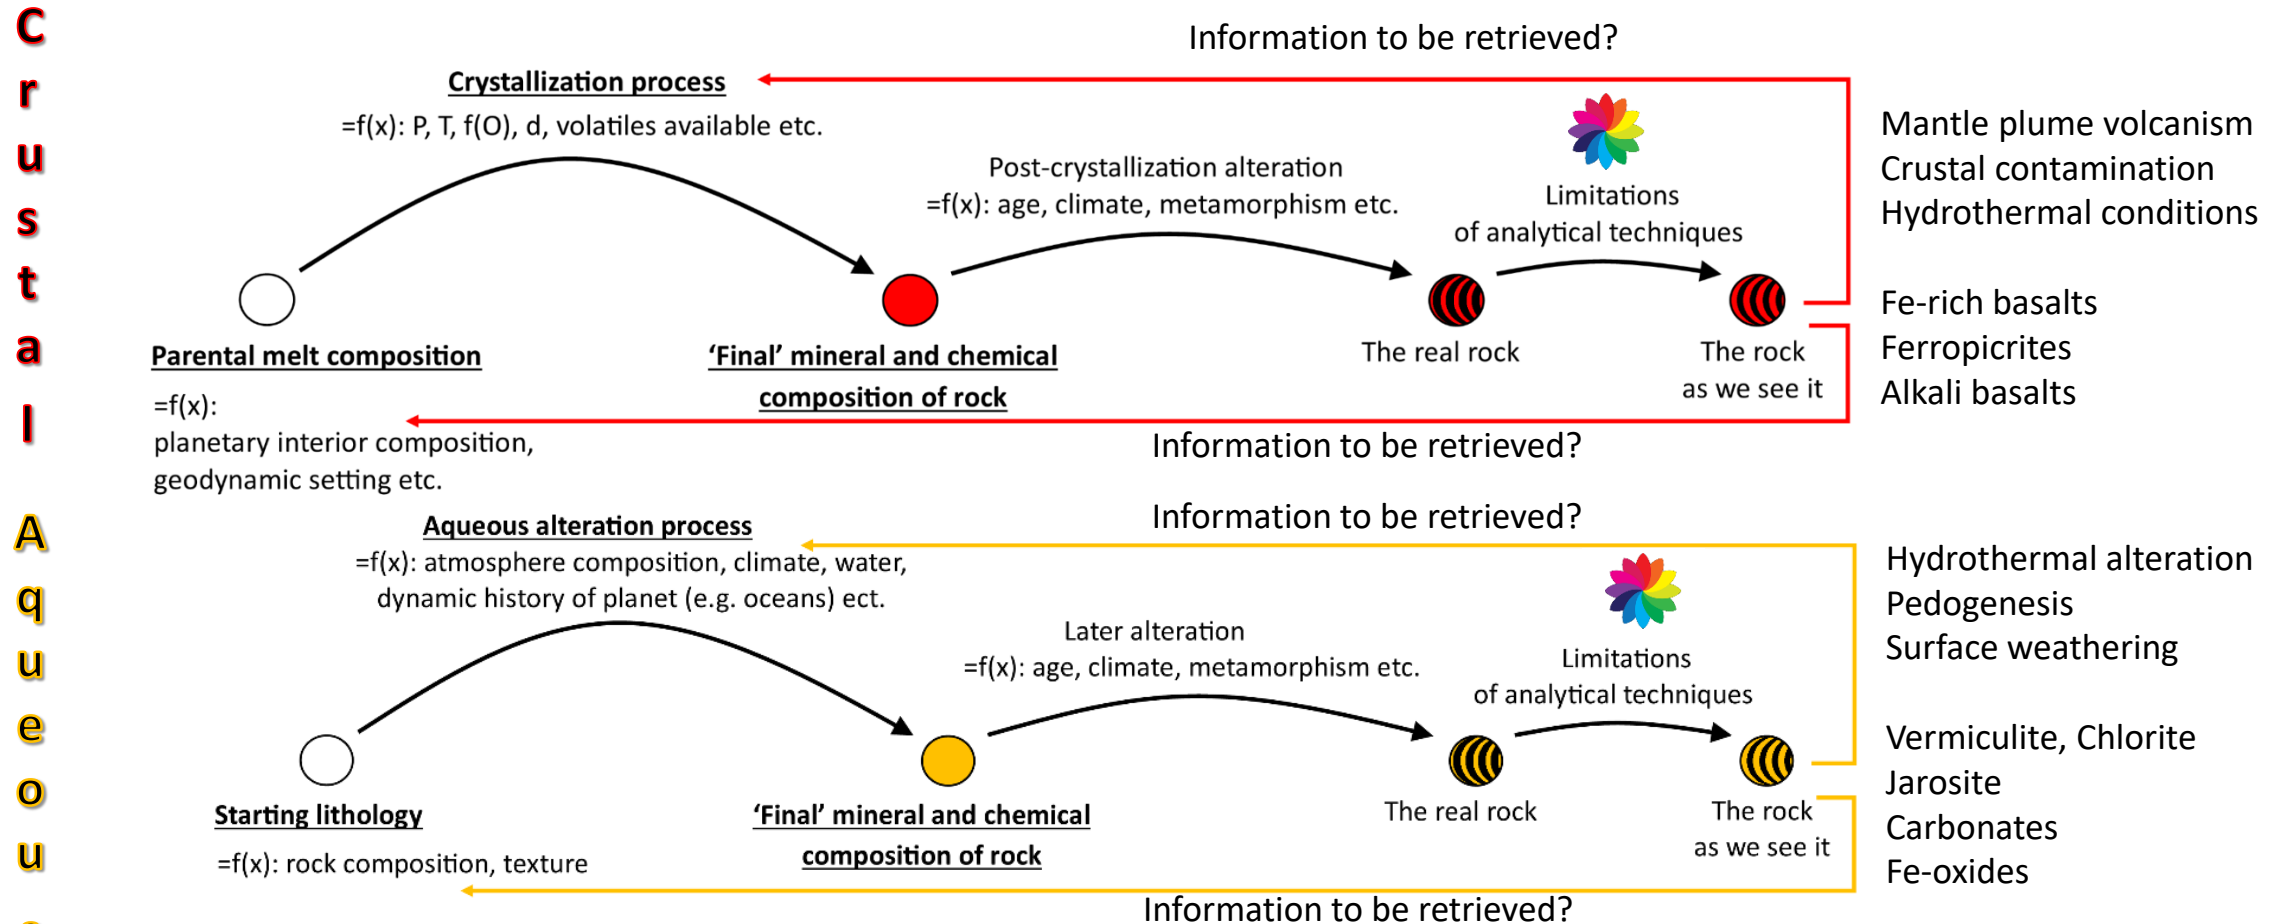 Crustal
Information to be retrieved?
Crystallization process
=f(x): P, T, f(O), d, volatiles available etc.
Post-crystallization alteration
=f(x): age, climate, metamorphism etc.
Limitations
of analytical techniques
Mantle plume volcanism
Crustal contamination
Hydrothermal conditions
Parental melt composition
=f(x):
planetary interior composition,
geodynamic setting etc.
‘Final’ mineral and chemical
composition of rock
The real rock
The rock
as we see it
Fe-rich basalts
Ferropicrites
Alkali basalts
Information to be retrieved?
Aqueou
Information to be retrieved?
Aqueous alteration process
=f(x): atmosphere composition, climate, water,
dynamic history of planet (e.g. oceans) ect.
Later alteration
=f(x): age, climate, metamorphism etc.
Limitations
of analytical techniques
Hydrothermal alteration
Pedogenesis
Surface weathering
Starting lithology
=f(x): rock composition, texture
‘Final’ mineral and chemical
composition of rock
The real rock
The rock
as we see it
Vermiculite, Chlorite
Jarosite
Carbonates
Fe-oxides
Information to be retrieved?